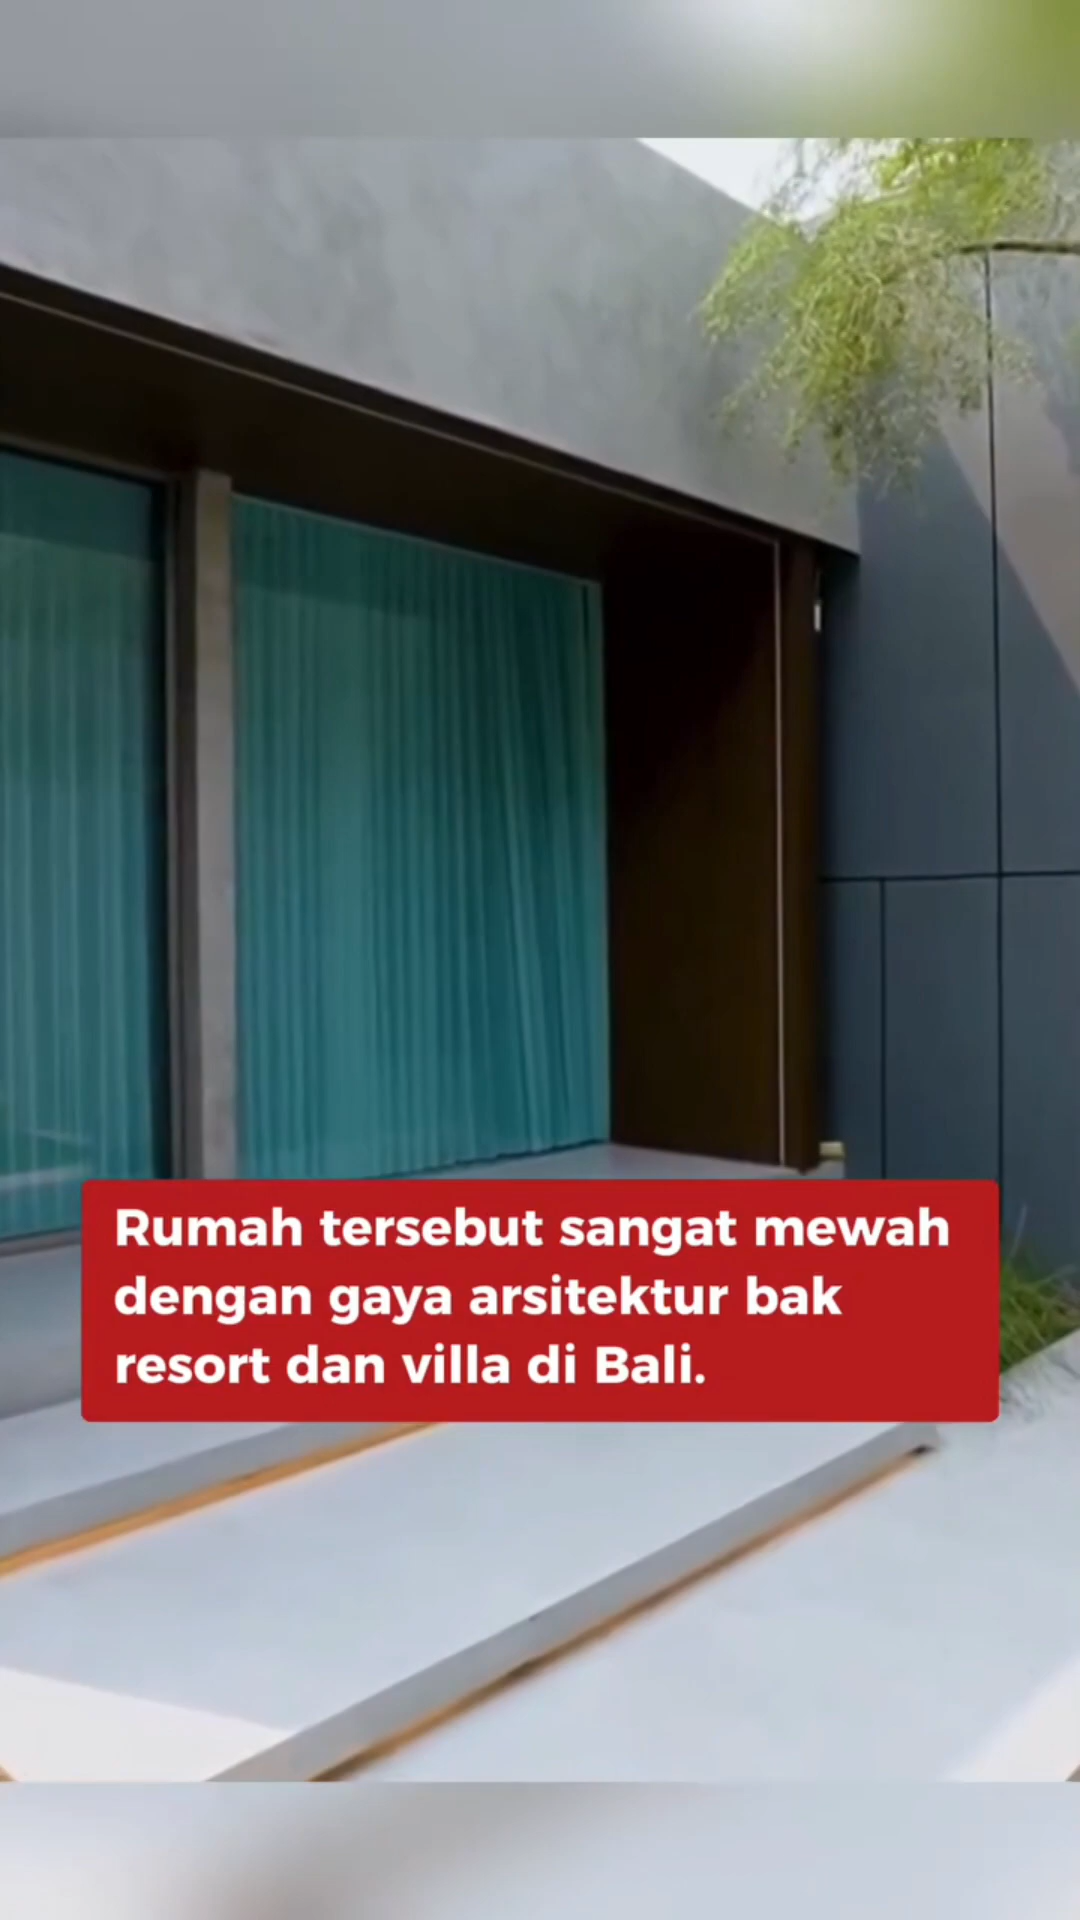 Rumah tersebut sangat mewah
dengan gaya arsitektur bak
resort dan villa di Bali.